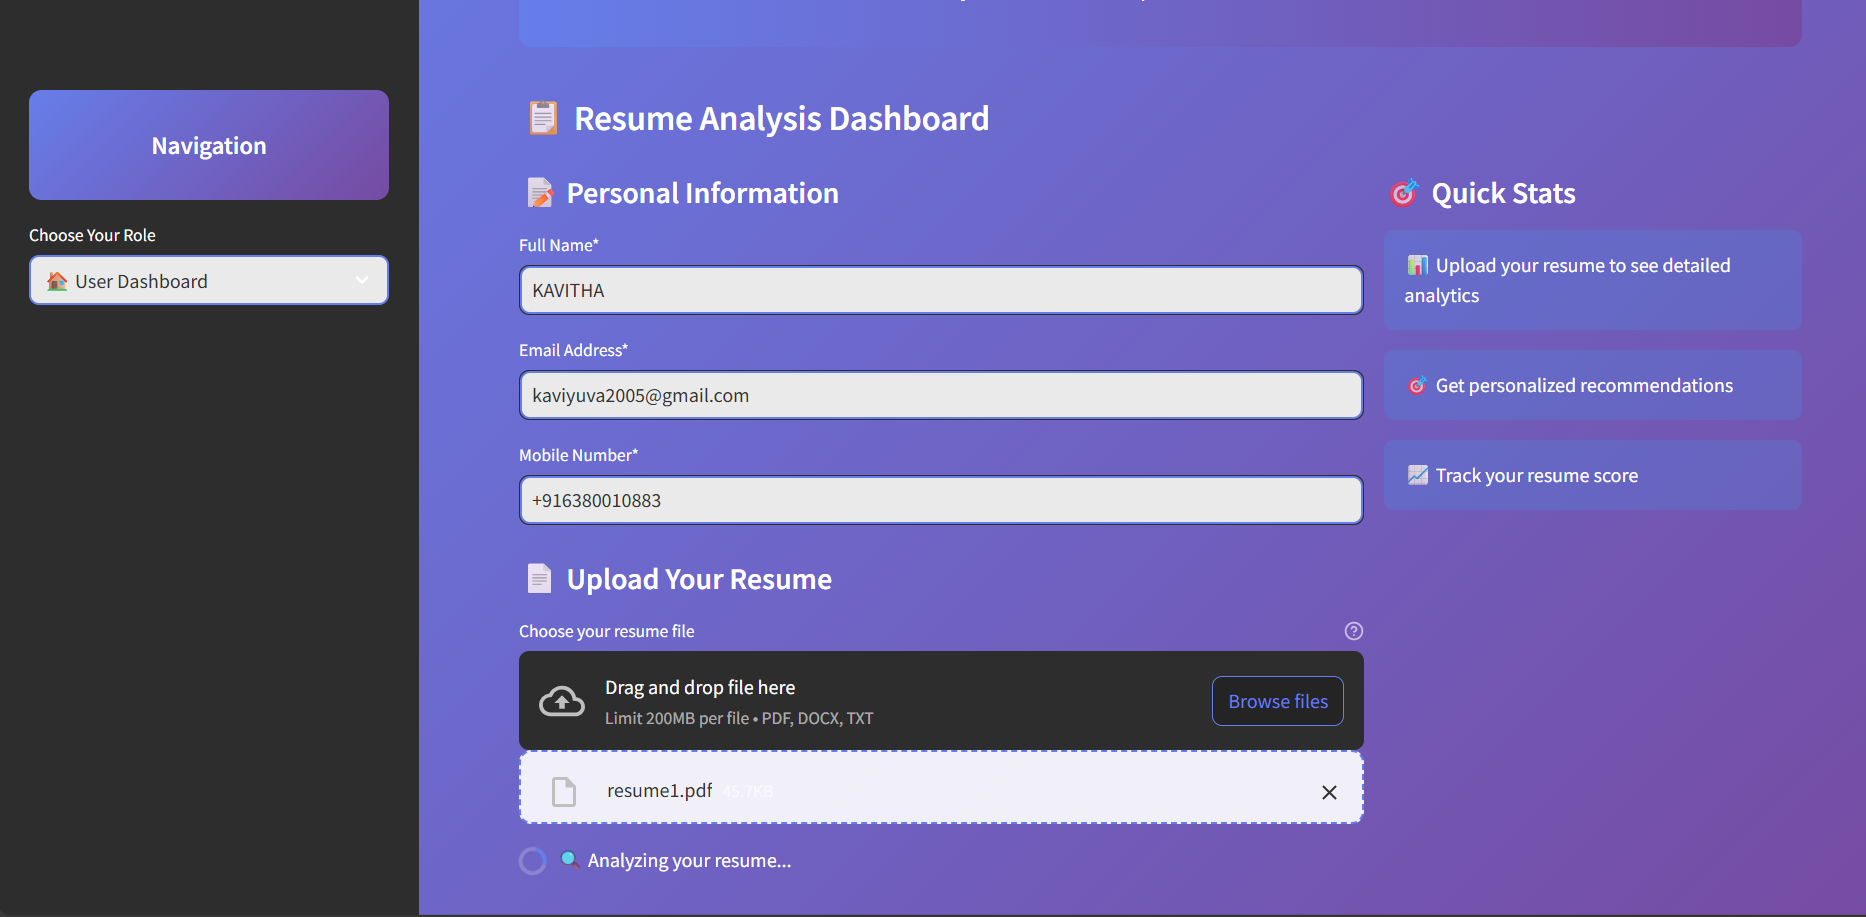 Navigation
Choose Your Role
User Dashboard
Resume Analysis Dashboard
Personal Information
Full Name*
KAVITHA
Email Address*
kaviyuva2005@gmail.com
Mobile Number*
+916380010883
Upload Your Resume
Choose your resume file
Drag and drop file here
Limit 200MB per file • PDF, DOCX, TXT
Browse files
resume1.pdf 45.7KB
Analyzing your resume...
Quick Stats
Upload your resume to see detailed
analytics
Get personalized recommendations
Track your resume score